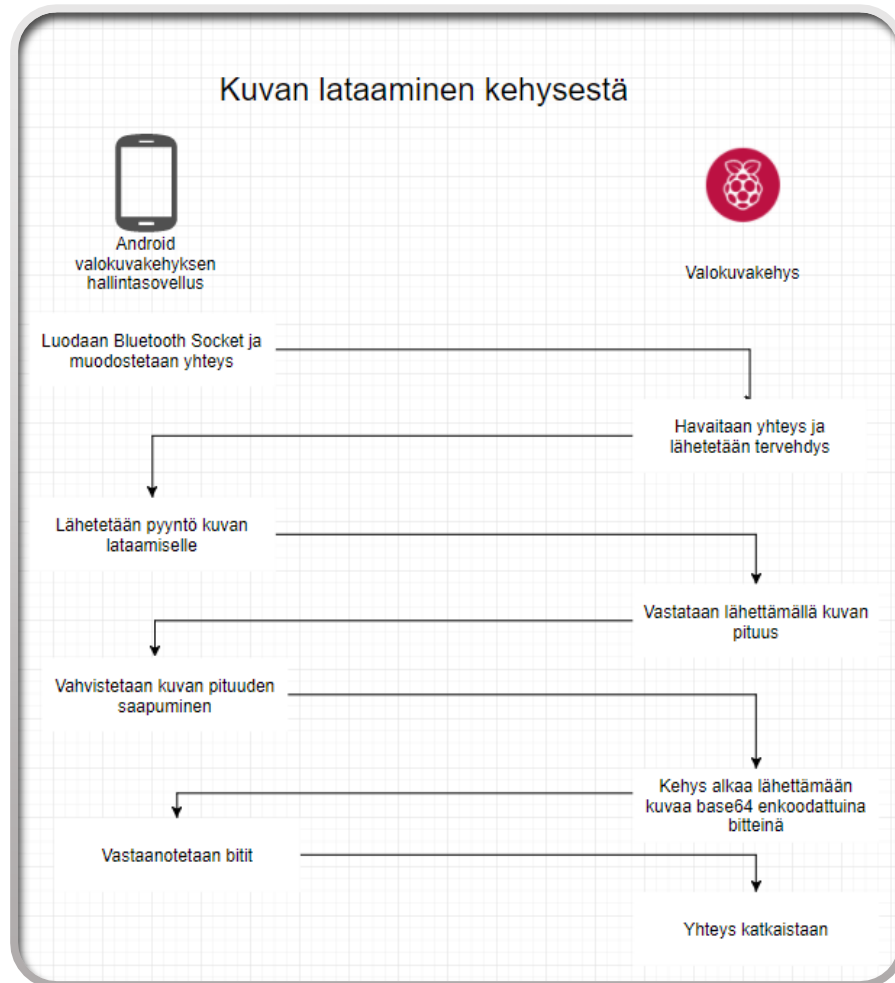 Kuvan lataaminen kehysestä
Android
valokuvakehyksen
hallintasovellus
Valokuvakehys
Luodaan Bluetooth Socket ja
muodostetaan yhteys
Havaitaan yhteys ja
lähetetään tervehdys
Lähetetään pyyntö kuvan
lataamiselle
Vastataan lähettämällä kuvan
pituus
Vahvistetaan kuvan pituuden
saapuminen
Kehys alkaa lähettämään
kuvaa base64 enkoodattuina
bitteinä
Vastaanotetaan bitit
Yhteys katkaistaan